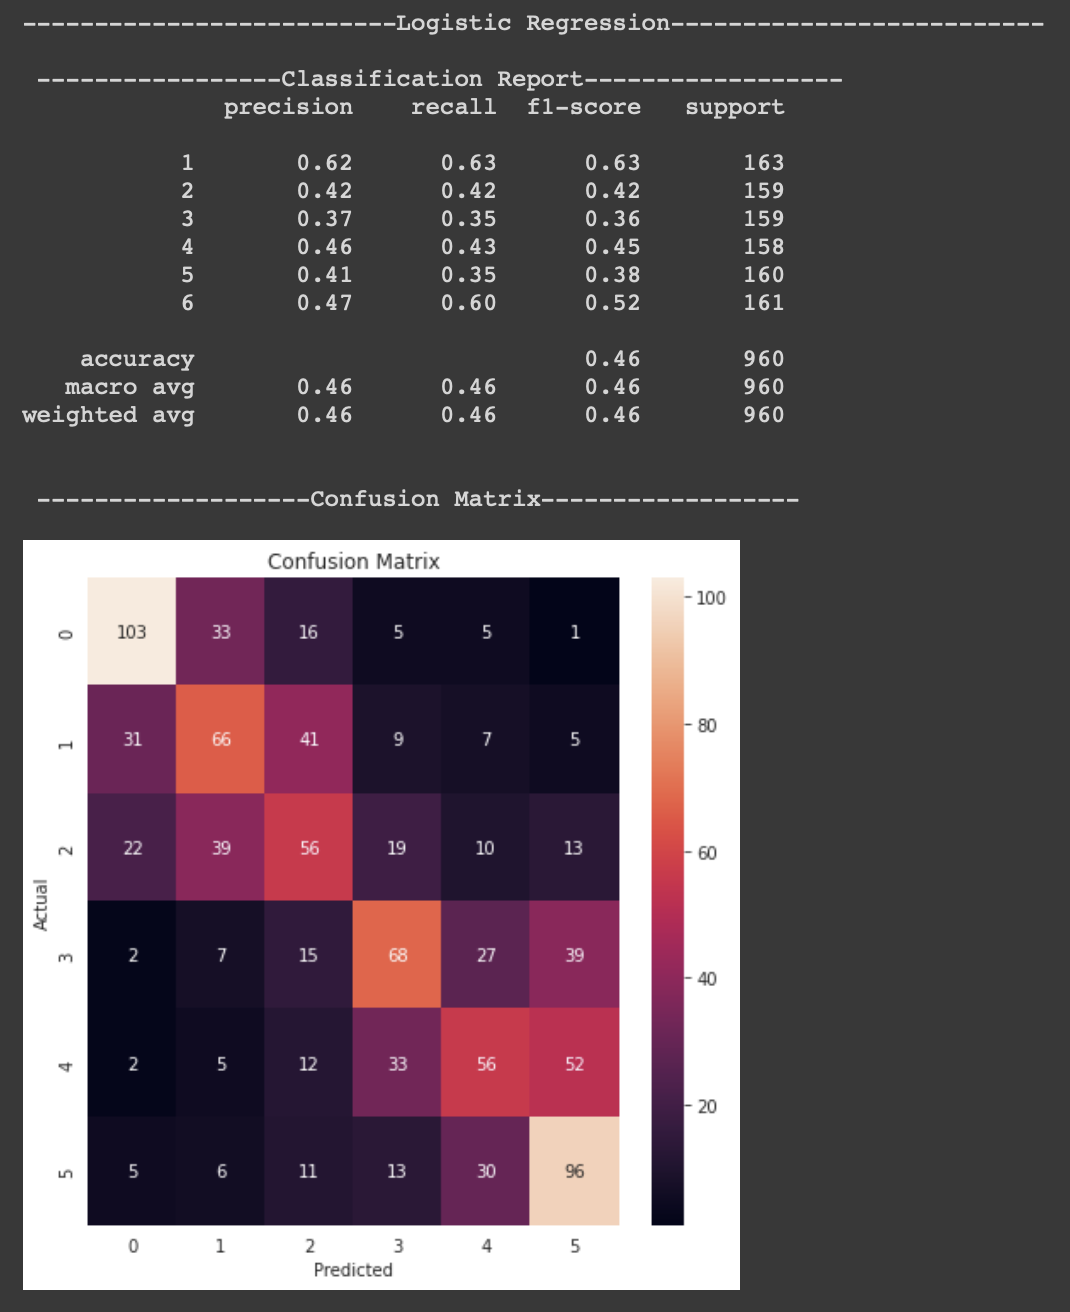 --------------------------Logistic Regression--------------------------
-----------------Classification Report------------------
precision recall f1-score support
1 0.62 0.63 0.63 163
2 0.42 0.42 0.42 159
3 0.37 0.35 0.36 159
4 0.46 0.43 0.45 158
5 0.41 0.35 0.38 160
6 0.47 0.60 0.52 161
accuracy 0.46 960
macro avg 0.46 0.46 0.46 960
weighted avg 0.46 0.46 0.46 960
-------------------Confusion Matrix------------------
Confusion Matrix
0 103 33 16 5 5 1
1 31 66 41 9 7 5
2 22 39 56 19 10 13
3 2 7 15 68 27 39
4 2 5 12 33 56 52
5 5 6 11 13 30 96
0 1 2 3 4 5
Predicted
Actual
100
80
60
40
20